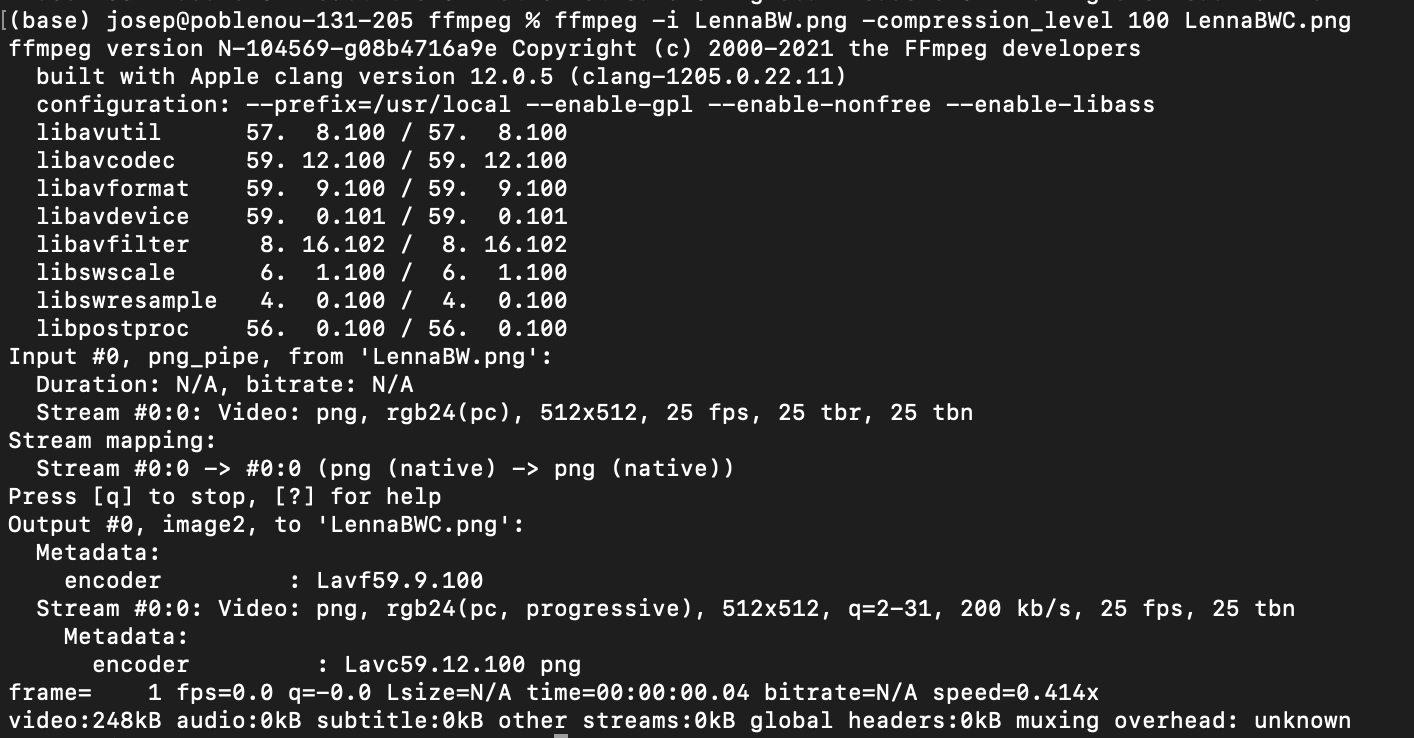 [(base) josep@poblenou-131-205 ffmpeg % ffmpeg -i LennaBW.png -compression_level 100 LennaBWC.png
ffmpeg version N-104569-g08b4716a9e Copyright (c) 2000-2021 the FFmpeg developers
  built with Apple clang version 12.0.5 (clang-1205.0.22.11)
  configuration: --prefix=/usr/local --enable-gpl --enable-nonfree --enable-libass
  libavutil      57.  8.100 / 57.  8.100
  libavcodec     59. 12.100 / 59. 12.100
  libavformat    59.  9.100 / 59.  9.100
  libavdevice    59.  0.101 / 59.  0.101
  libavfilter     8. 16.102 /  8. 16.102
  libswscale      6.  1.100 /  6.  1.100
  libswresample   4.  0.100 /  4.  0.100
  libpostproc    56.  0.100 / 56.  0.100
Input #0, png_pipe, from 'LennaBW.png':
  Duration: N/A, bitrate: N/A
  Stream #0:0: Video: png, rgb24(pc), 512x512, 25 fps, 25 tbr, 25 tbn
Stream mapping:
  Stream #0:0 -> #0:0 (png (native) -> png (native))
Press [q] to stop, [?] for help
Output #0, image2, to 'LennaBWC.png':
  Metadata:
    encoder         : Lavf59.9.100
  Stream #0:0: Video: png, rgb24(pc, progressive), 512x512, q=2-31, 200 kb/s, 25 fps, 25 tbn
    Metadata:
      encoder         : Lavc59.12.100 png
frame=    1 fps=0.0 q=-0.0 Lsize=N/A time=00:00:00.04 bitrate=N/A speed=0.414x
video:248kB audio:0kB subtitle:0kB other streams:0kB global headers:0kB muxing overhead: unknown